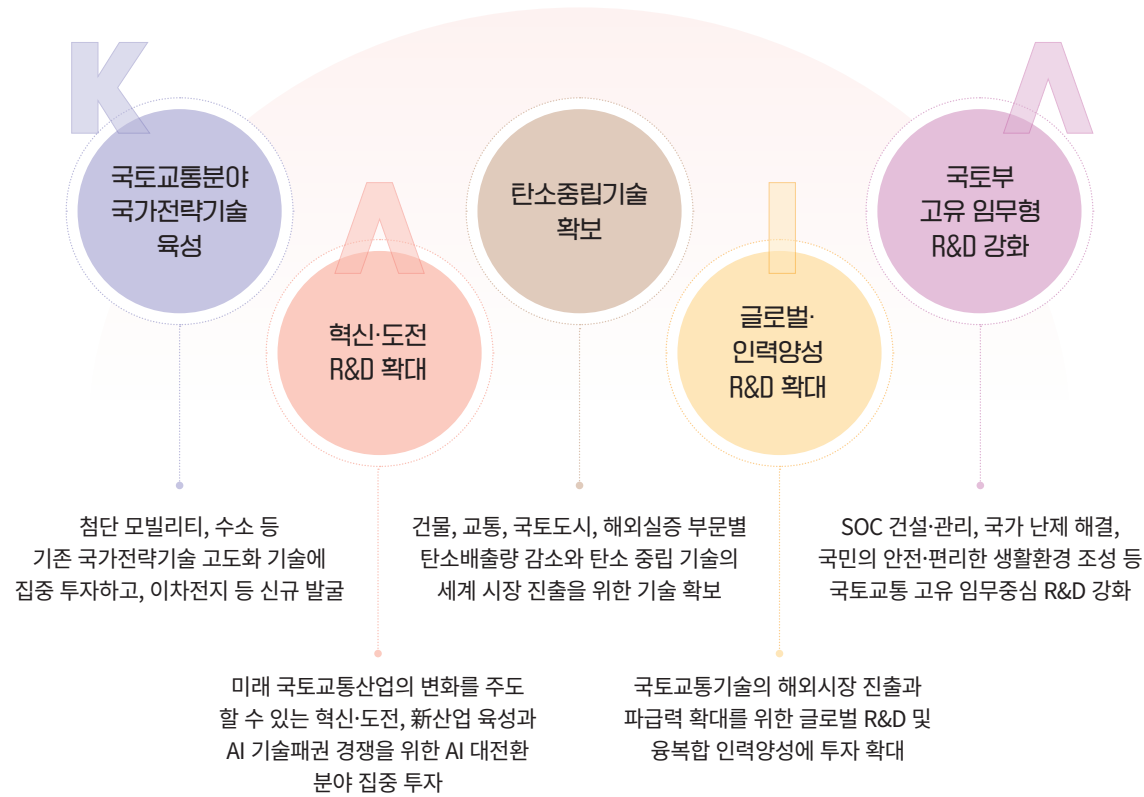 K
국토교통분야
국가전략기술
육성
첨단 모빌리티, 수소 등
기존 국가전략기술 고도화 기술에
집중 투자하고, 이차전지 등 신규 발굴
A
혁신·도전
R&D 확대
미래 국토교통산업의 변화를 주도
할 수 있는 혁신·도전, 新산업 육성과
AI 기술패권 경쟁을 위한 AI 대전환
분야 집중 투자
탄소중립기술
확보
건물, 교통, 국토도시, 해외실증 부문별
탄소배출량 감소와 탄소 중립 기술의
세계 시장 진출을 위한 기술 확보
I
글로벌·
인력양성
R&D 확대
국토교통기술의 해외시장 진출과
파급력 확대를 위한 글로벌 R&D 및
융복합 인력양성에 투자 확대
A
국토부
고유 임무형
R&D 강화
SOC 건설·관리, 국가 난제 해결,
국민의 안전·편리한 생활환경 조성 등
국토교통 고유 임무중심 R&D 강화